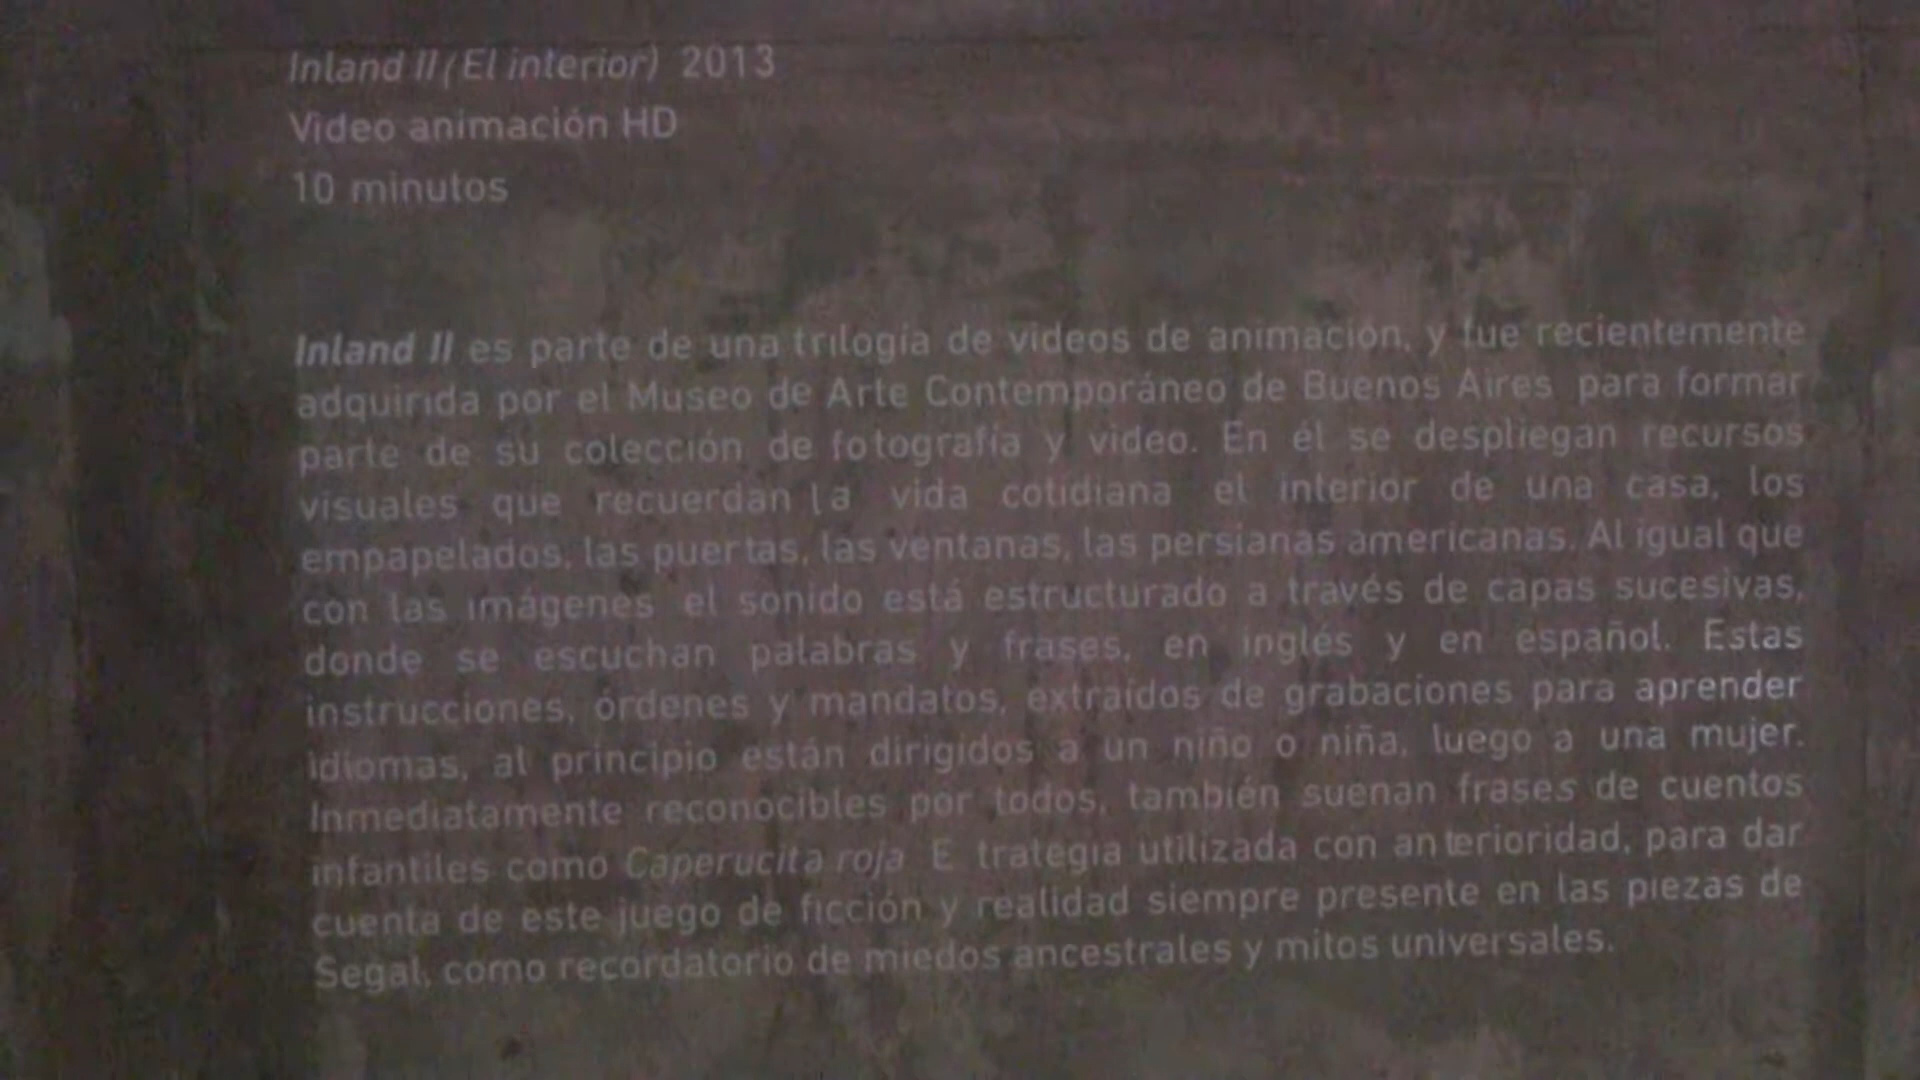 Inland II (El interior) 2013
Video animación HD
10 minutos
Inland II es parte de una trilogía de videos de animación, y fue recientemente
adquirida por el Museo de Arte Contemporáneo de Buenos Aires para formar
parte de su colección de fotografía y video. En él se despliegan recursos
visuales que recuerdan la vida cotidiana el interior de una casa, los
empapelados, las puertas, las ventanas, las persianas americanas. Al igual que
con las imágenes el sonido está estructurado a través de capas sucesivas,
donde se escuchan palabras y frases, en inglés y en español. Estas
instrucciones, órdenes y mandatos, extraídos de grabaciones para aprender
idiomas, al principio están dirigidos a un niño o niña, luego a una mujer.
Inmediatamente reconocibles por todos, también suenan frases de cuentos
infantiles como Caperucita roja E trategia utilizada con anterioridad, para dar
cuenta de este juego de ficción y realidad siempre presente en las piezas de
Segal, como recordatorio de miedos ancestrales y mitos universales.